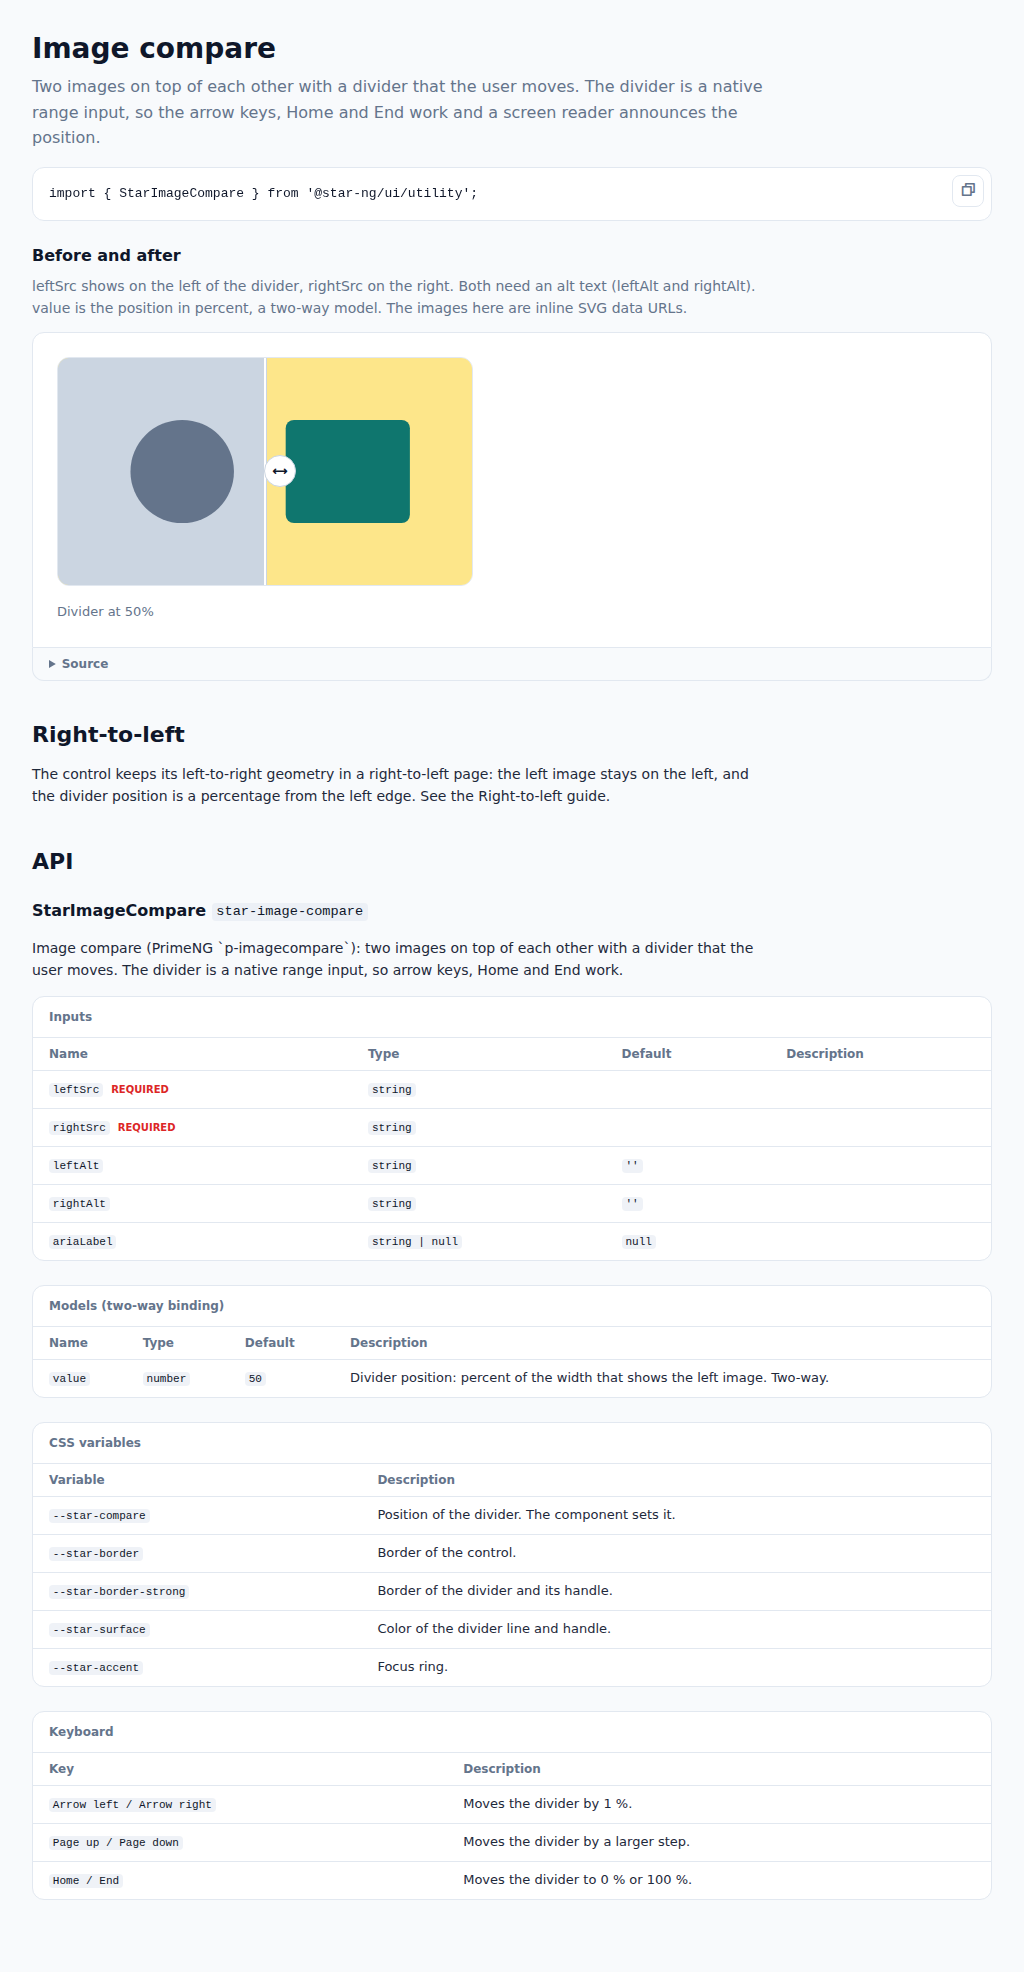 Image compare
Two images on top of each other with a divider that the user moves. The divider is a native
range input, so the arrow keys, Home and End work and a screen reader announces the
position.
import { StarImageCompare } from '@star-ng/ui/utility';
Before and after
leftSrc shows on the left of the divider, rightSrc on the right. Both need an alt text (leftAlt and rightAlt).
value is the position in percent, a two-way model. The images here are inline SVG data URLs.
Divider at 50%
Source
Right-to-left
The control keeps its left-to-right geometry in a right-to-left page: the left image stays on the left, and
the divider position is a percentage from the left edge. See the Right-to-left guide.
API
StarImageCompare star-image-compare
Image compare (PrimeNG `p-imagecompare`): two images on top of each other with a divider that the
user moves. The divider is a native range input, so arrow keys, Home and End work.
Inputs
Name Type Default Description
leftSrc REQUIRED string
rightSrc REQUIRED string
leftAlt string ''
rightAlt string ''
ariaLabel string | null null
Models (two-way binding)
Name Type Default Description
value number 50 Divider position: percent of the width that shows the left image. Two-way.
CSS variables
Variable Description
--star-compare Position of the divider. The component sets it.
--star-border Border of the control.
--star-border-strong Border of the divider and its handle.
--star-surface Color of the divider line and handle.
--star-accent Focus ring.
Keyboard
Key Description
Arrow left / Arrow right Moves the divider by 1 %.
Page up / Page down Moves the divider by a larger step.
Home / End Moves the divider to 0 % or 100 %.